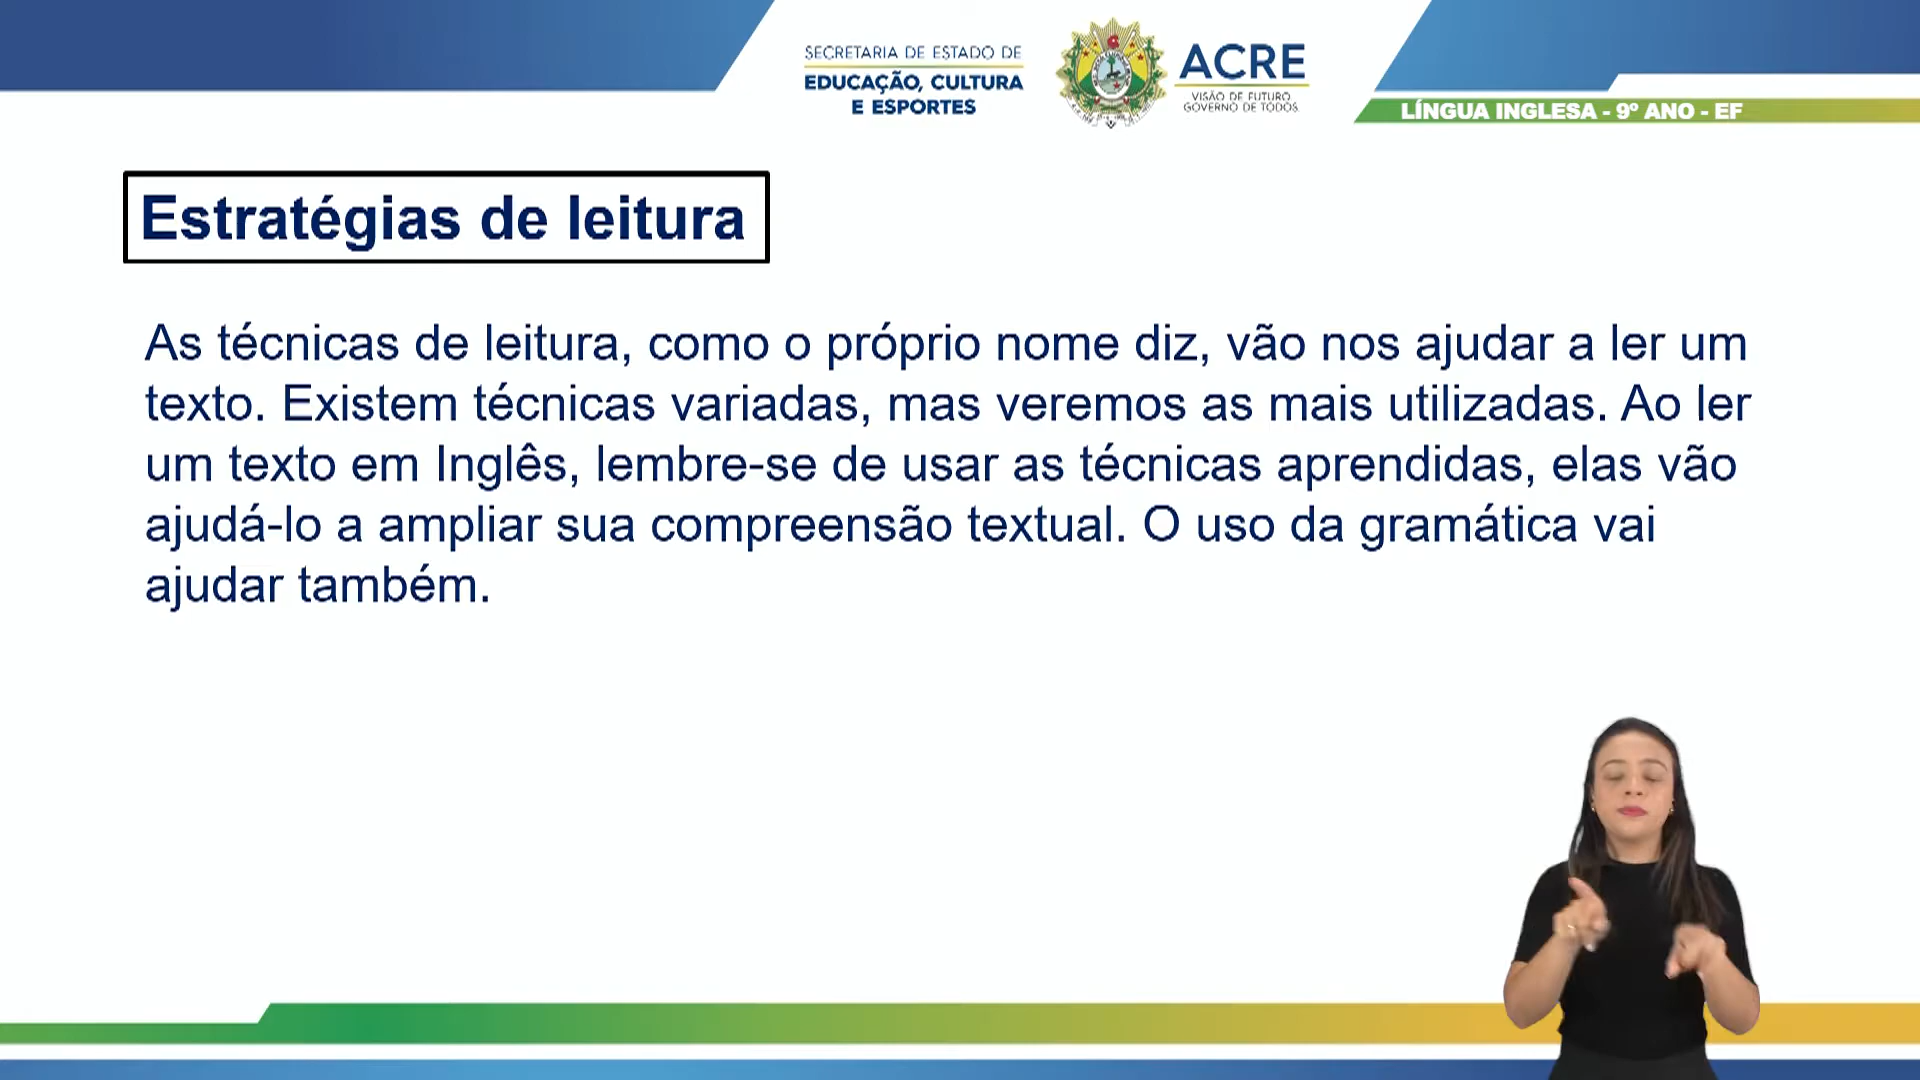 SECRETARIA DE ESTADO DE
EDUCAÇÃO, CULTURA
E ESPORTES
ACRE
VISÃO DE FUTURO
GOVERNO DE TODOS
LÍNGUA INGLESA - 9º ANO - EF
Estratégias de leitura
As técnicas de leitura, como o próprio nome diz, vão nos ajudar a ler um
texto. Existem técnicas variadas, mas veremos as mais utilizadas. Ao ler
um texto em Inglês, lembre-se de usar as técnicas aprendidas, elas vão
ajudá-lo a ampliar sua compreensão textual. O uso da gramática vai
ajudar também.